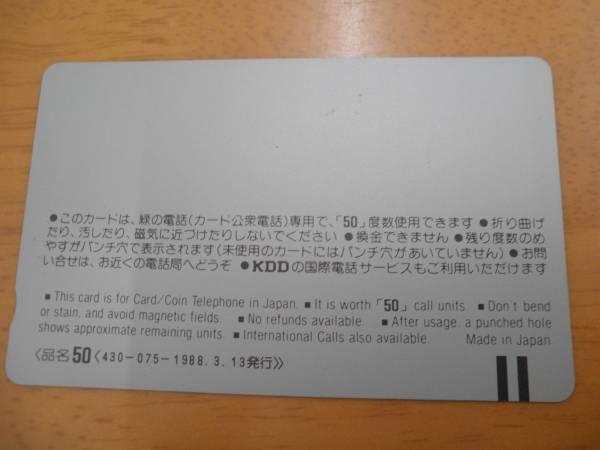 ●このカードは、緑の電話(カード公衆電話)専用で、「50」度数使用できます ●折り曲げ
たり、汚したり、磁気に近づけたりしないでください ●換金できません ●残り度数のめ
やすがパンチ穴で表示されます(未使用のカードにはパンチ穴があいていません) ●お問
い合せは、お近くの電話局へどうぞ ●KDDの国際電話サービスもご利用いただけます
■ This card is for Card/Coin Telephone in Japan. ■ It is worth「50」call units. ■ Don't bend
or stain, and avoid magnetic fields. ■ No refunds available. ■ After usage, a punched hole
shows approximate remaining units. ■ International Calls also available. Made in Japan
〈品名50〈430-075-1988.3.13発行〉〉